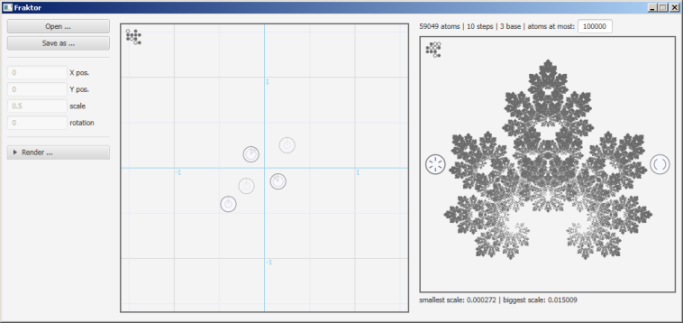 Fraktor
Open ...
Save as ...
0 X pos.
0 Y pos.
0.5 scale
0 rotation
Render ...
1
-1
1
-1
59049 atoms | 10 steps | 3 base | atoms at most: 100000
smallest scale: 0.000272 | biggest scale: 0.015009